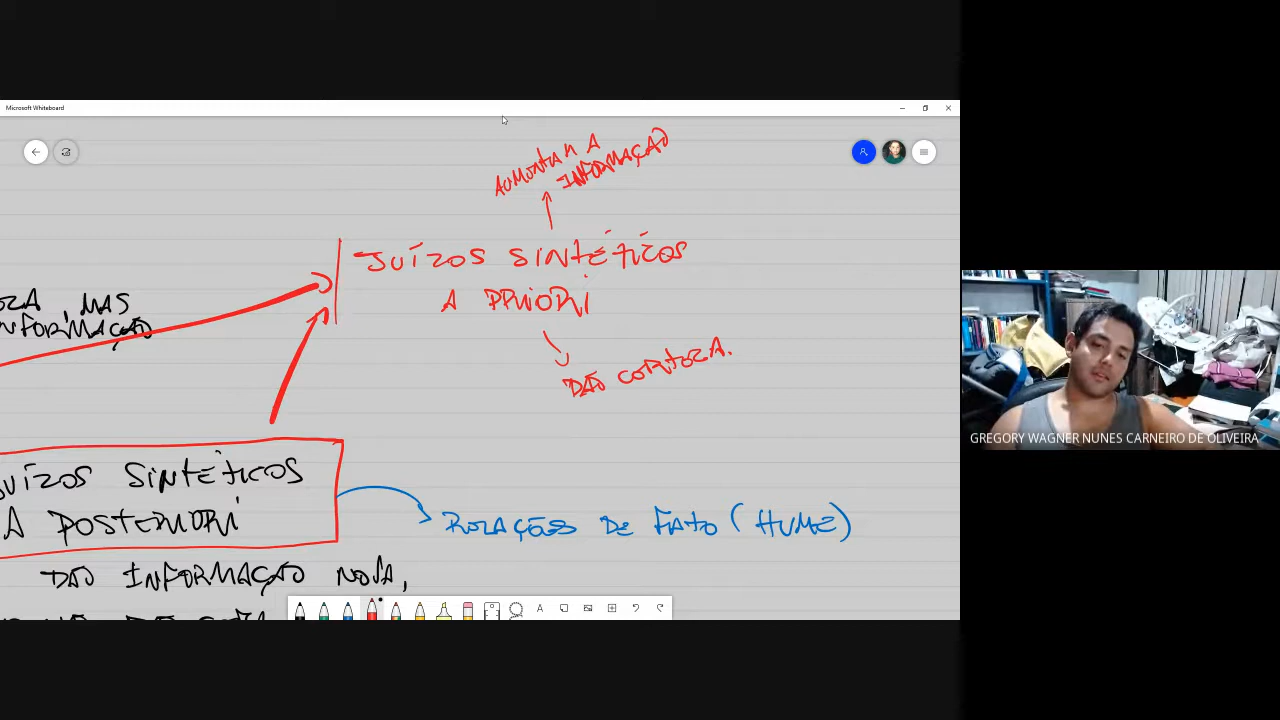 Microsoft Whiteboard
AUMENTAM A
INFORMAÇÃO
JUÍZOS SINTÉTICOS
A PRIORI
, MAS
INFORMAÇÃO
DÃO CERTEZA.
JUÍZOS SINTÉTICOS
A POSTERIORI
RELAÇÕES DE FATO (HUME)
DÃO INFORMAÇÃO NOVA,
GREGORY WAGNER NUNES CARNEIRO DE OLIVEIRA